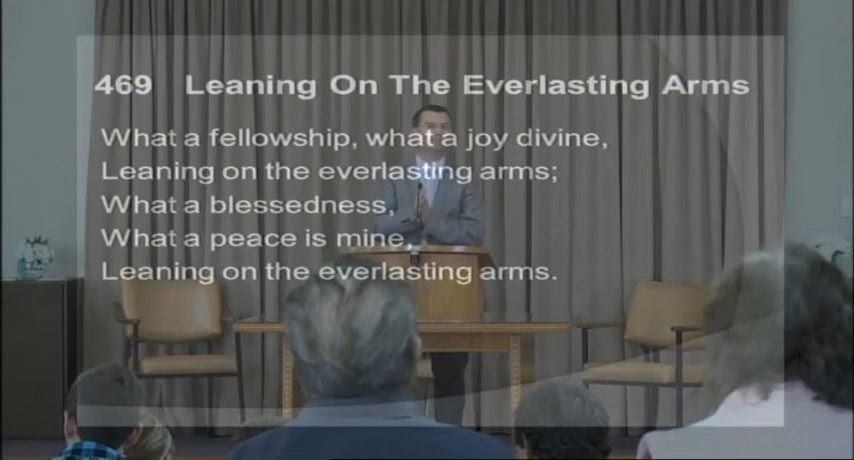 469 Leaning On The Everlasting Arms
What a fellowship, what a joy divine,
Leaning on the everlasting arms;
What a blessedness,
What a peace is mine,
Leaning on the everlasting arms.